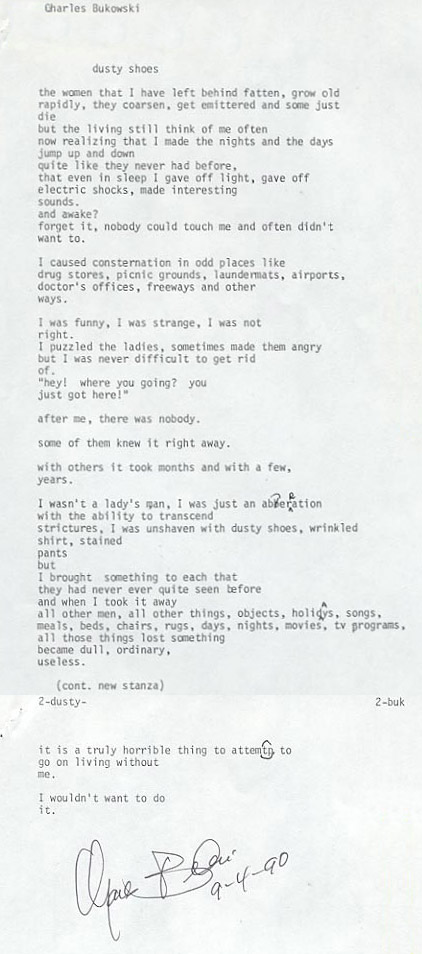 Charles Bukowski
dusty shoes
the women that I have left behind fatten, grow old
rapidly, they coarsen, get emittered and some just
die
but the living still think of me often
now realizing that I made the nights and the days
jump up and down
quite like they never had before,
that even in sleep I gave off light, gave off
electric shocks, made interesting
sounds.
and awake?
forget it, nobody could touch me and often didn't
want to.
I caused consternation in odd places like
drug stores, picnic grounds, laundermats, airports,
doctor's offices, freeways and other
ways.
I was funny, I was strange, I was not
right.
I puzzled the ladies, sometimes made them angry
but I was never difficult to get rid
of.
"hey! where you going? you
just got here!"
after me, there was nobody.
some of them knew it right away.
with others it took months and with a few,
years.
I wasn't a lady's man, I was just an abberration
with the ability to transcend
strictures, I was unshaven with dusty shoes, wrinkled
shirt, stained
pants
but
I brought something to each that
they had never ever quite seen before
and when I took it away
all other men, all other things, objects, holidAys, songs,
meals, beds, chairs, rugs, days, nights, movies, tv programs,
all those things lost something
became dull, ordinary,
useless.
(cont. new stanza)
2-dusty- 2-buk
it is a truly horrible thing to attemtp to
go on living without
me.
I wouldn't want to do
it.
9-4-90